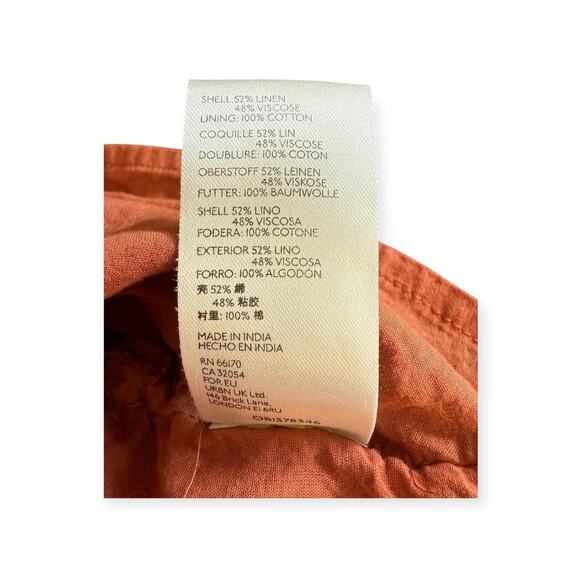 SHELL 52% LINEN
48% VISCOSE
LINING: 100% COTTON
COQUILLE 52% LIN
48% VISCOSE
DOUBLURE: 100% COTON
OBERSTOFF 52% LEINEN
48% VISKOSE
FUTTER: 100% BAUMWOLLE
SHELL 52% LINO
48% VISCOSA
FODERA: 100% COTONE
EXTERIOR 52% LINO
48% VISCOSA
FORRO: 100% ALGODÓN
壳 52% 
48% 粘胶
衬里: 100% 棉
MADE IN INDIA
HECHO EN INDIA
RN 66170
CA 32054
FOR EU
URBN UK Ltd.
146 Brick Lane,
LONDON E1 6RU
OB1378346